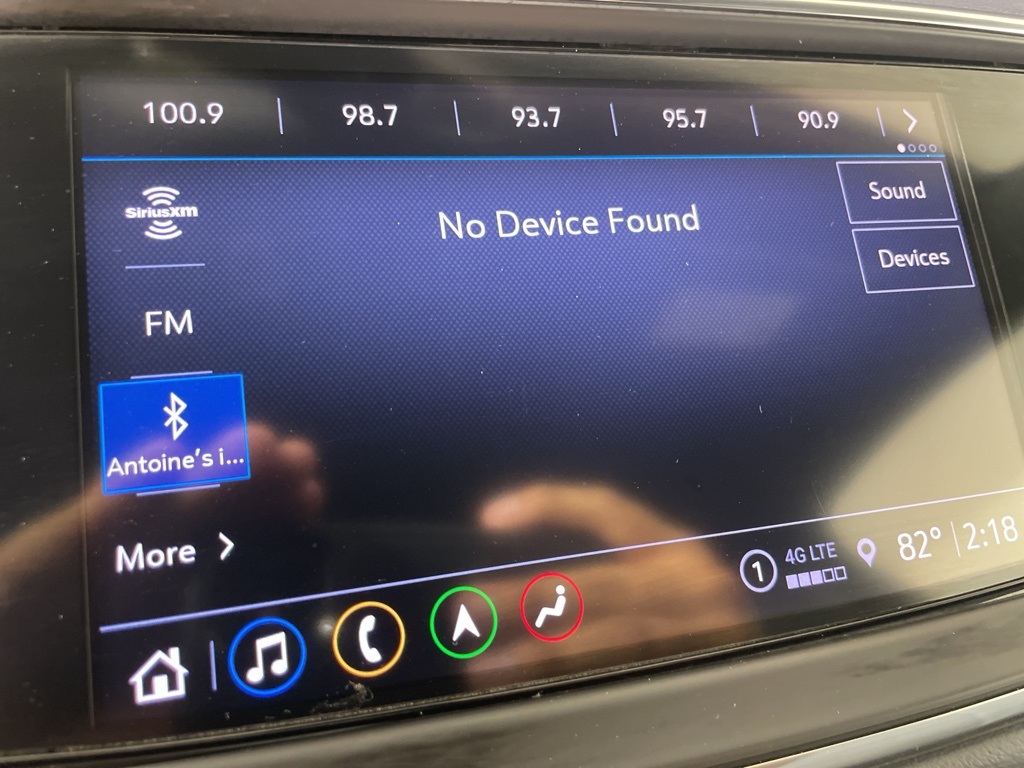 100.9 98.7 93.7 95.7 90.9
SiriusXM
No Device Found
Sound
Devices
FM
Antoine's i...
More
1 4G LTE 82° 2:18